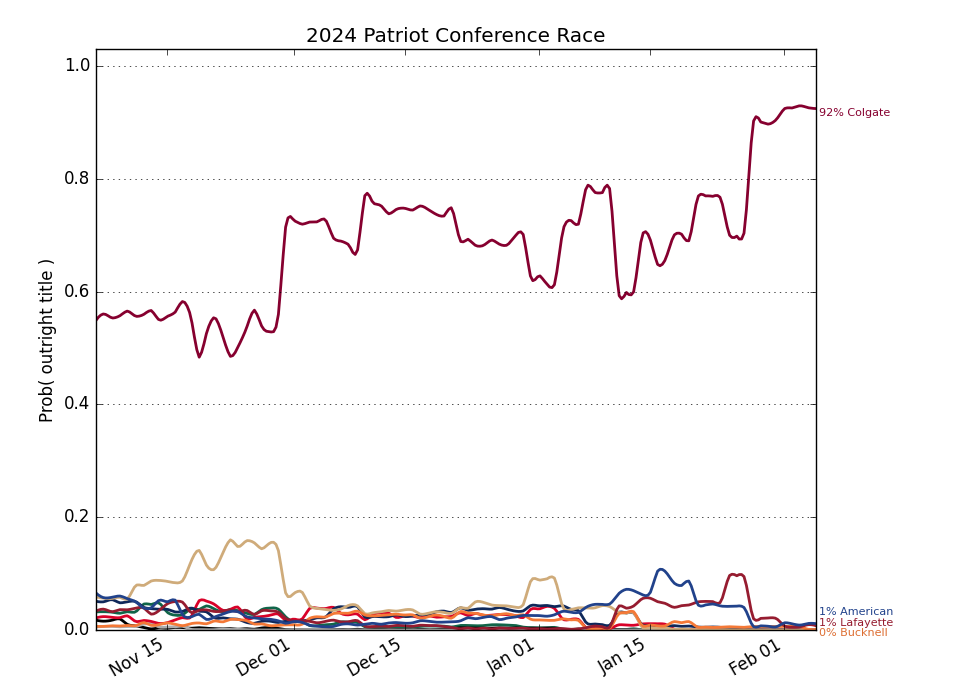 2024 Patriot Conference Race
1.0
0.8
0.6
0.4
0.2
0.0
Prob( outright title )
92% Colgate
1% American
1% Lafayette
0% Bucknell
Nov 15
Dec 01
Dec 15
Jan 01
Jan 15
Feb 01